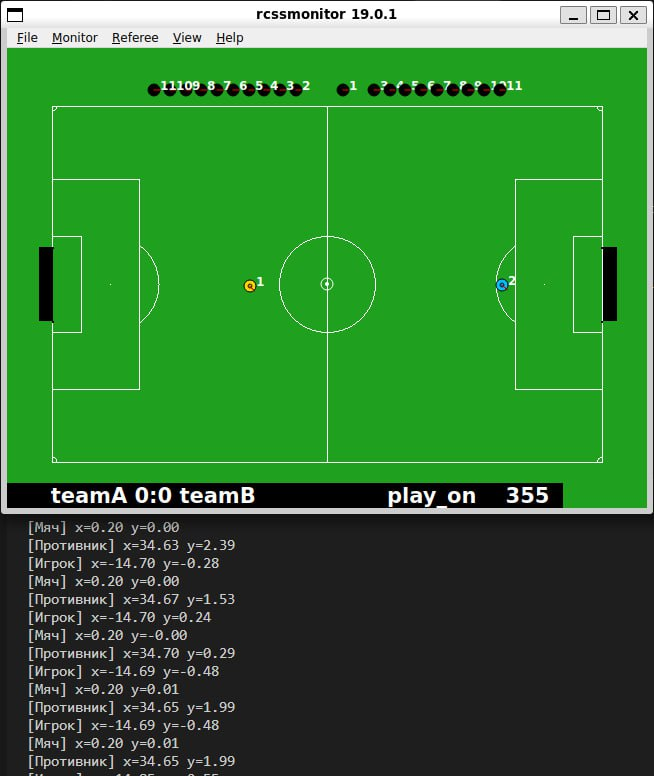 rcssmonitor 19.0.1
File Monitor Referee View Help
11 10 9 8 7 6 5 4 3 2 1 3 4 5 6 7 8 9 10 11
1
2
teamA 0:0 teamB play_on 355
[Мяч] x=0.20 y=0.00
[Противник] x=34.63 y=2.39
[Игрок] x=-14.70 y=-0.28
[Мяч] x=0.20 y=0.00
[Противник] x=34.67 y=1.53
[Игрок] x=-14.70 y=0.24
[Мяч] x=0.20 y=-0.00
[Противник] x=34.70 y=0.29
[Игрок] x=-14.69 y=-0.48
[Мяч] x=0.20 y=0.01
[Противник] x=34.65 y=1.99
[Игрок] x=-14.69 y=-0.48
[Мяч] x=0.20 y=0.01
[Противник] x=34.65 y=1.99